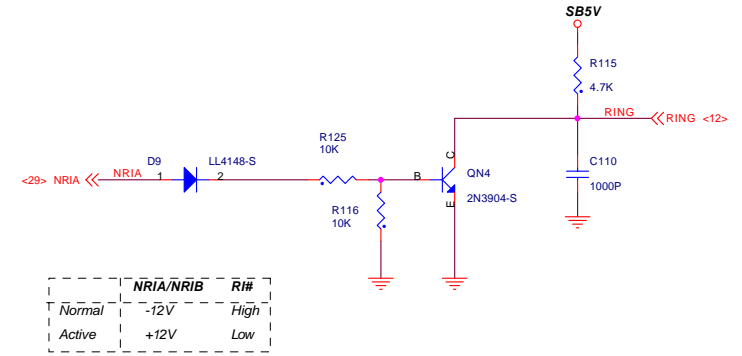 SB5V
R115
4.7K
RING
RING <12>
R125
10K
D9
LL4148-S
<29> NRIA
NRIA
1
2
B
C
E
QN4
2N3904-S
C110
1000P
R116
10K
NRIA/NRIB RI#
Normal -12V High
Active +12V Low